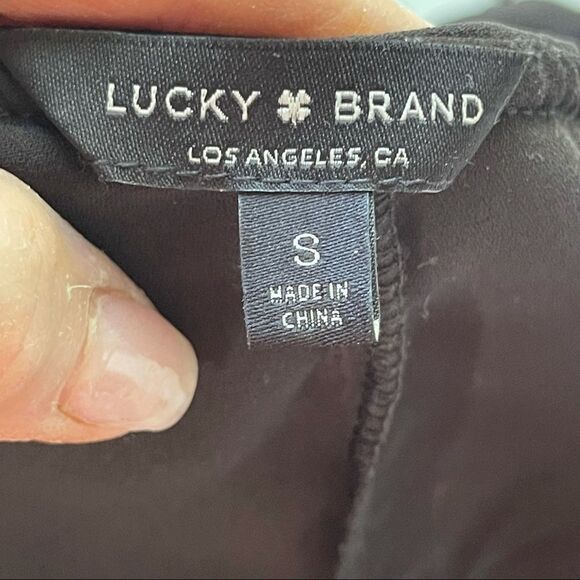 LUCKY BRAND
LOS ANGELES, CA
S
MADE IN
CHINA